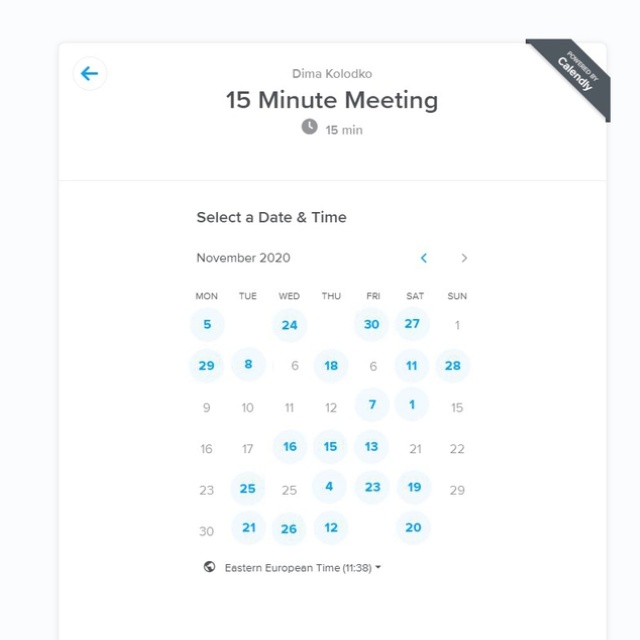 POWERED BY
Calendly
Dima Kolodko
15 Minute Meeting
15 min
Select a Date & Time
November 2020
MON TUE WED THU FRI SAT SUN
5 24 30 27 1
29 8 6 18 6 11 28
9 10 11 12 7 1 15
16 17 16 15 13 21 22
23 25 25 4 23 19 29
30 21 26 12 20
Eastern European Time (11:38)